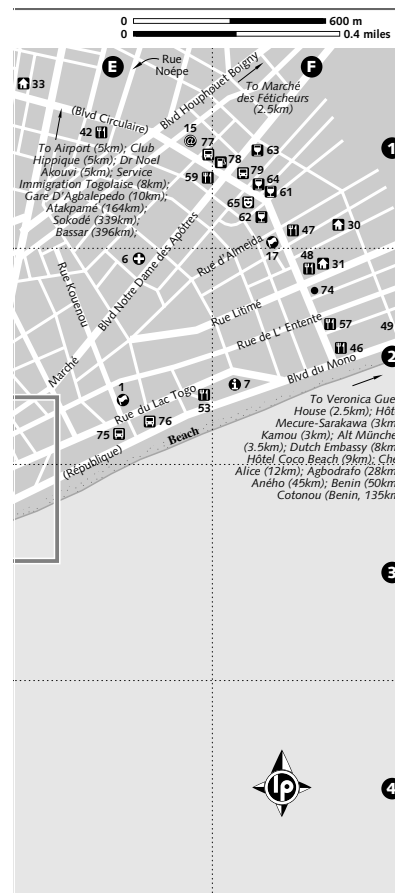 0 600 m
0 0.4 miles
E
F
Rue
Noépe
33
Blvd Houphouet Boigny
To Marché
des Féticheurs
(2.5km)
(Blvd Circulaire)
42
15
77
78
63
1
To Airport (5km); Club
Hippique (5km); Dr Noel
Akouvi (5km); Service
Immigration Togolaise (8km);
Gare D'Agbalepedo (10km);
Atakpamé (164km);
Sokodé (339km);
Bassar (396km);
59
79
64
61
65
62
47
30
17
48
31
6
74
Rue d'Almeida
Rue Kouenou
Blvd Notre Dame des Apôtres
Rue Litimé
Rue de L' Entente
57
49
46
2
Marché
Blvd du Mono
1
7
53
Rue du Lac Togo
76
75
Beach
(République)
To Veronica Gue
House (2.5km); Hôt
Mecure-Sarakawa (3km
Kamou (3km); Alt Münche
(3.5km); Dutch Embassy (8km
Hôtel Coco Beach (9km); Che
Alice (12km); Agbodrafo (28km
Aného (45km); Benin (50km
Cotonou (Benin, 135km
3
lp
4